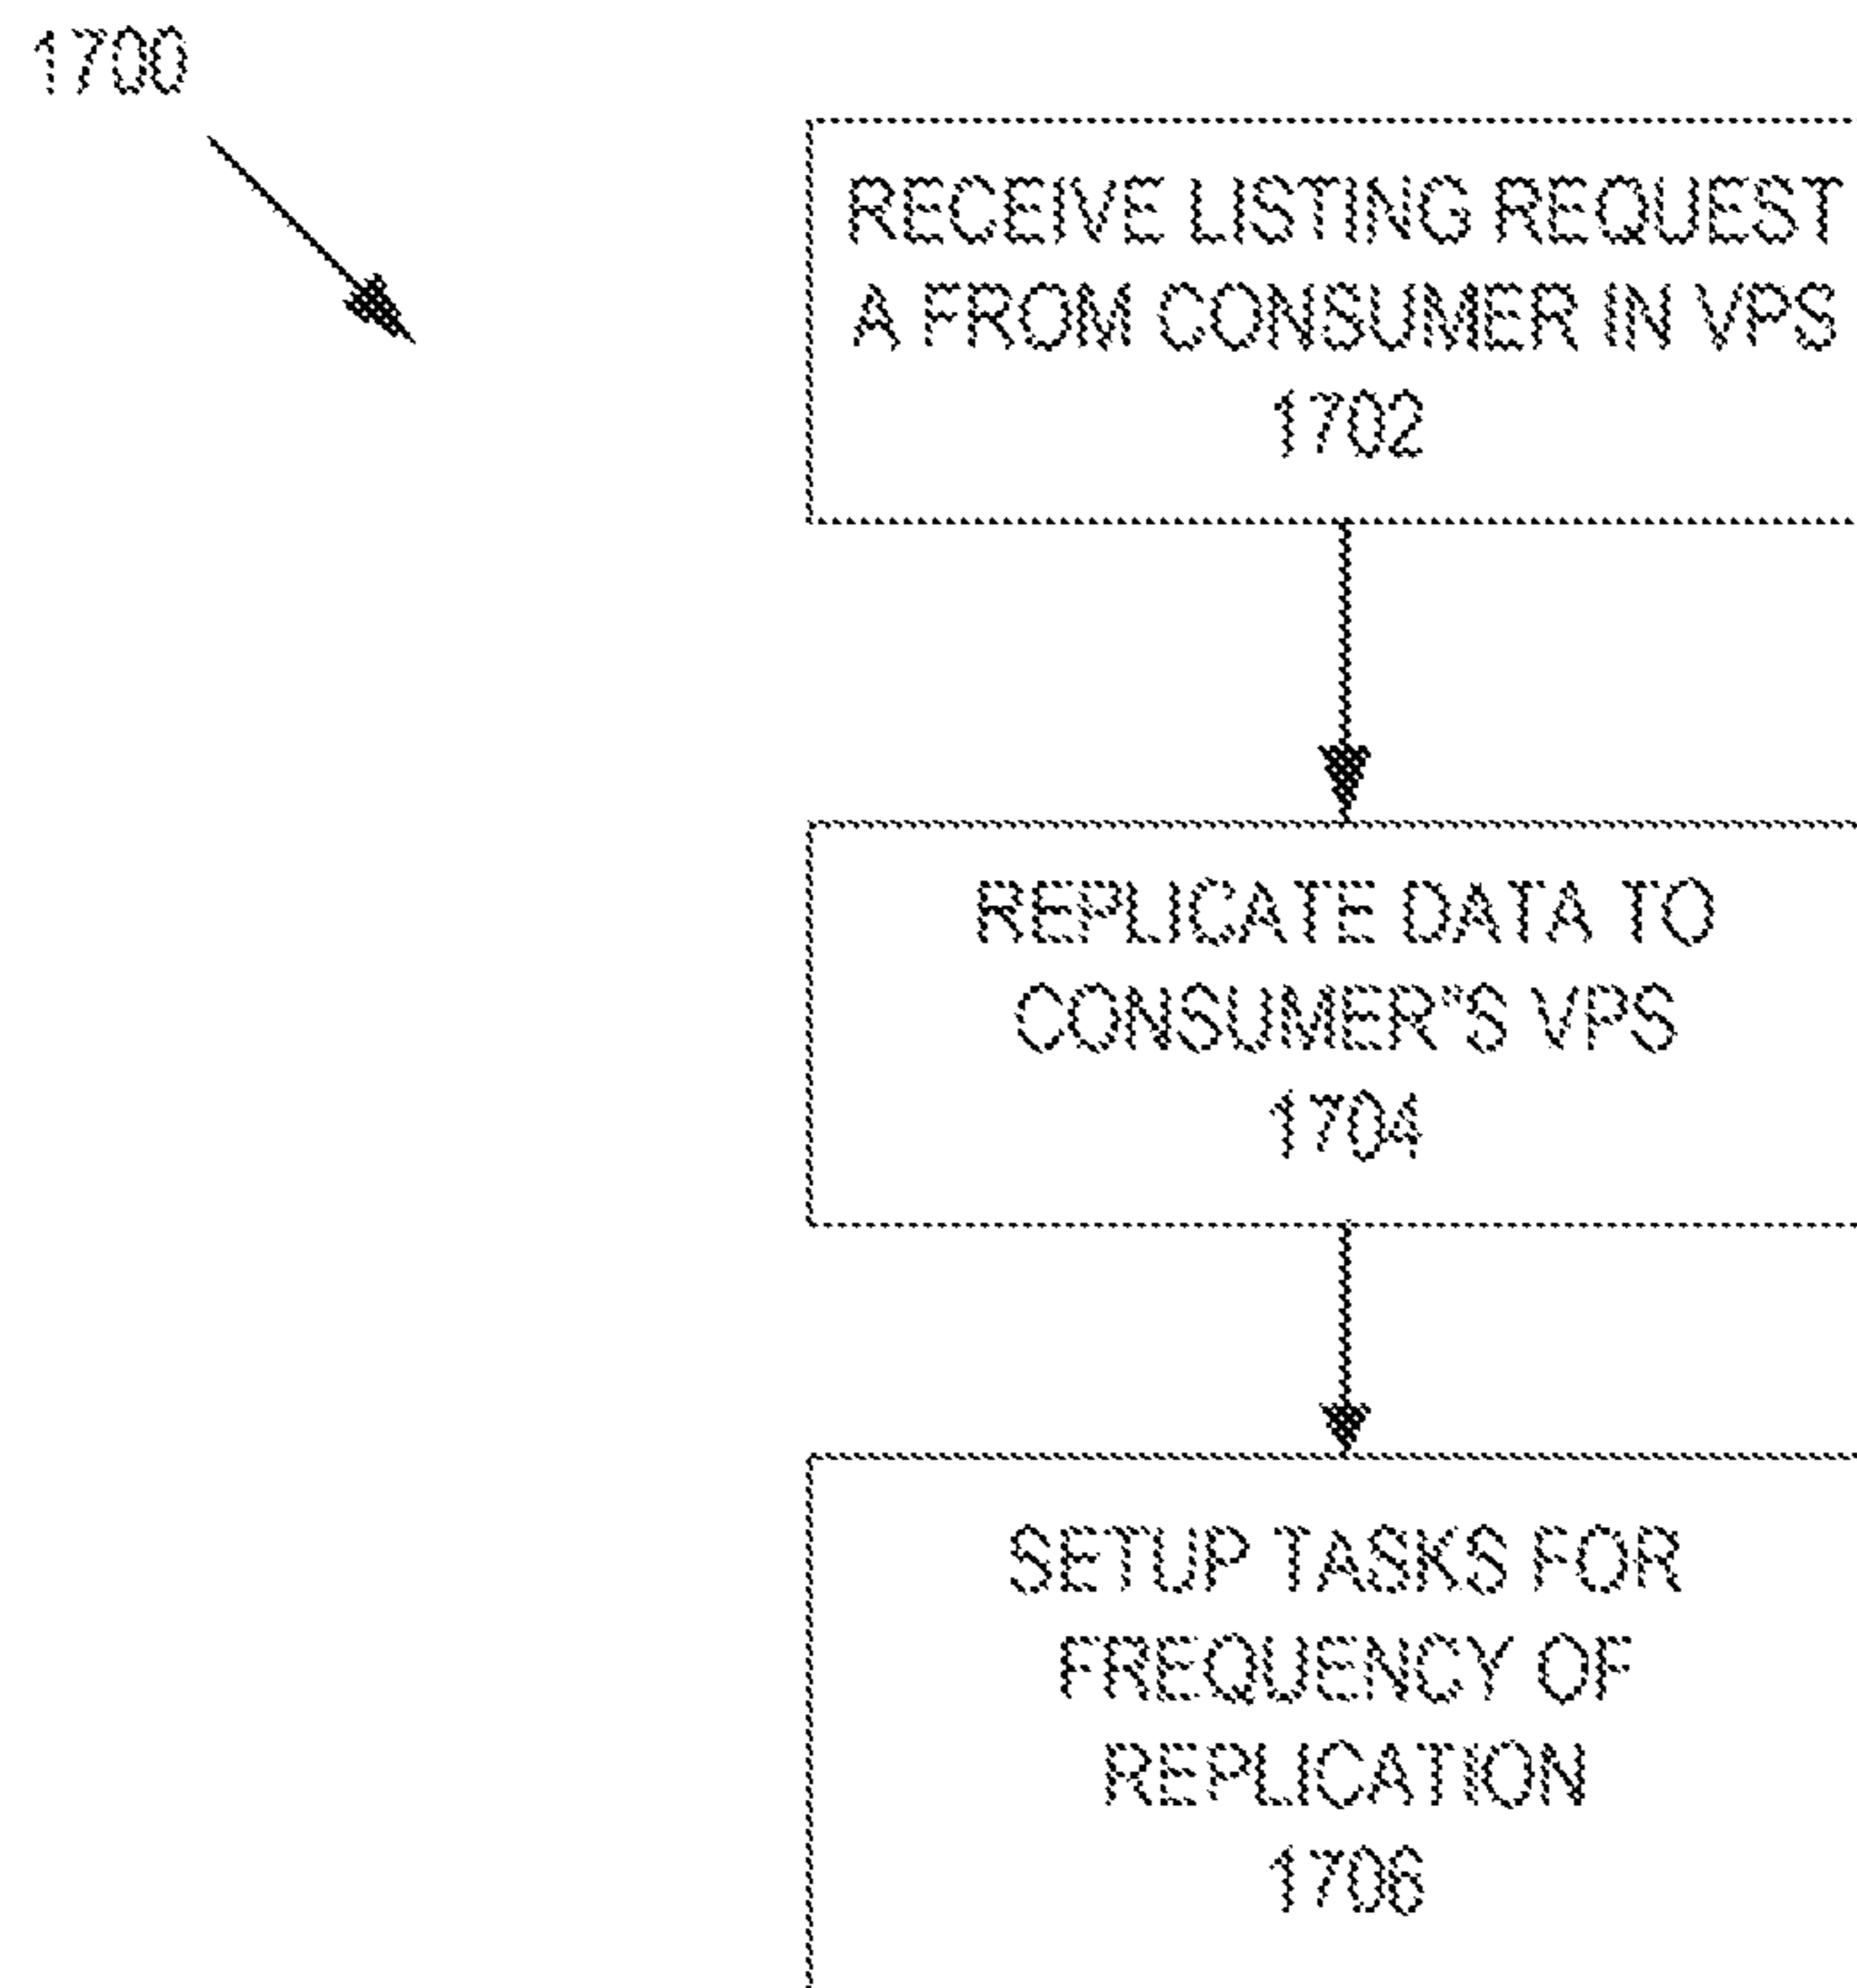 1700
RECEIVE LISTING REQUEST
A FROM CONSUMER IN VPS
1702
REPLICATE DATA TO
CONSUMER'S VPS
1704
SETUP TASKS FOR
FREQUENCY OF
REPLICATION
1706